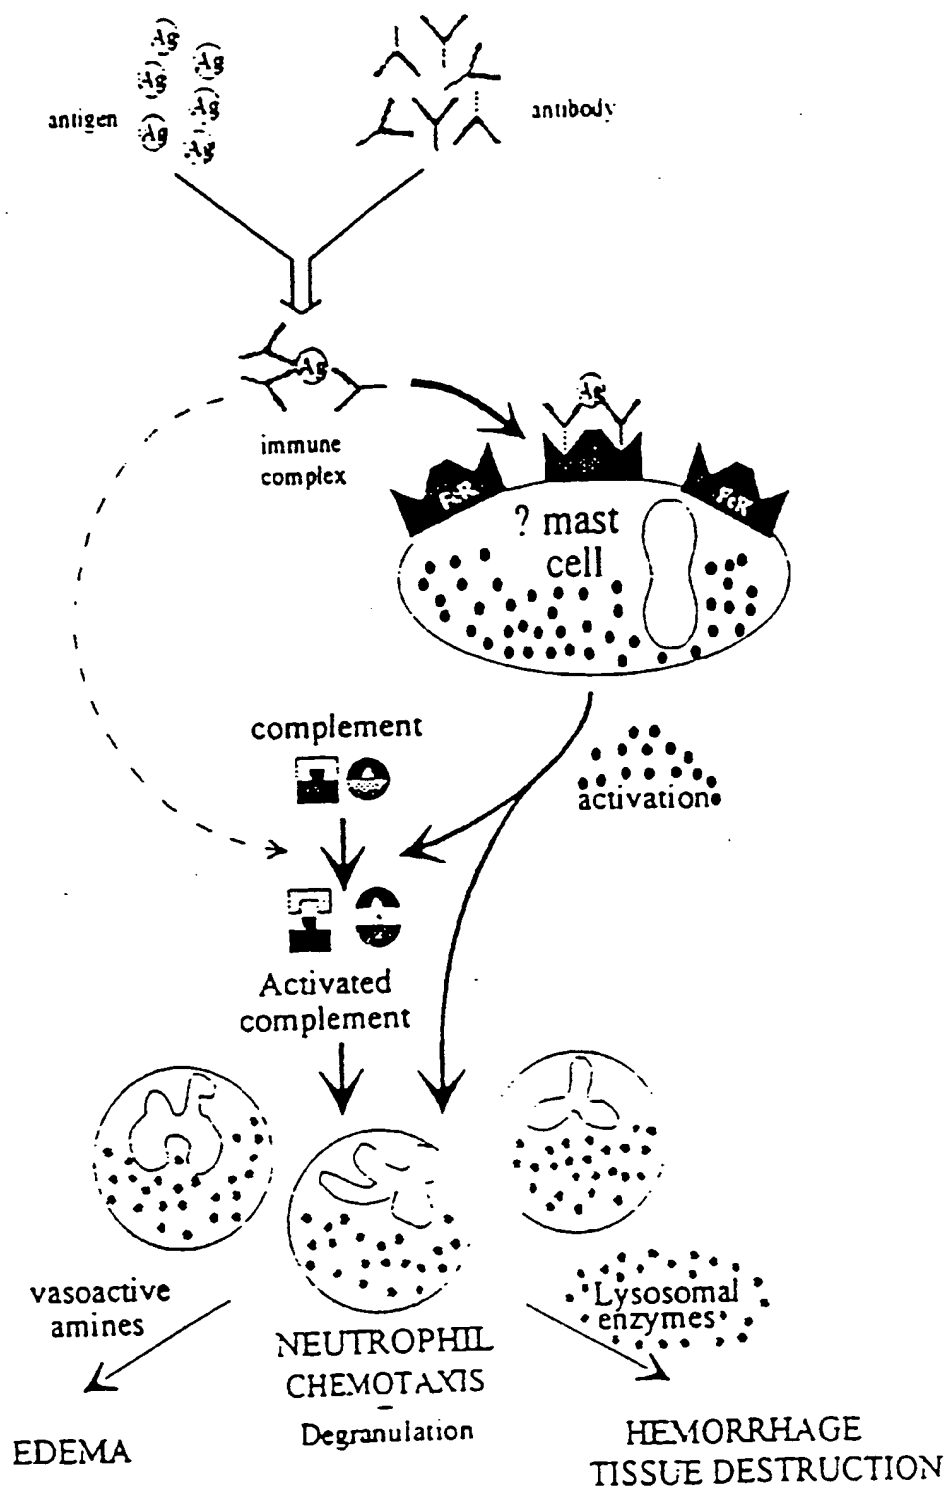 Ag
Ag
Ag
Ag
Ag
Ag
antigen
antibody
Ag
immune
complex
Ag
FcR
FcR
? mast
cell
complement
activation
Activated
complement
vasoactive
amines
Lysosomal
enzymes
NEUTROPHIL
CHEMOTAXIS
Degranulation
EDEMA
HEMORRHAGE
TISSUE DESTRUCTION